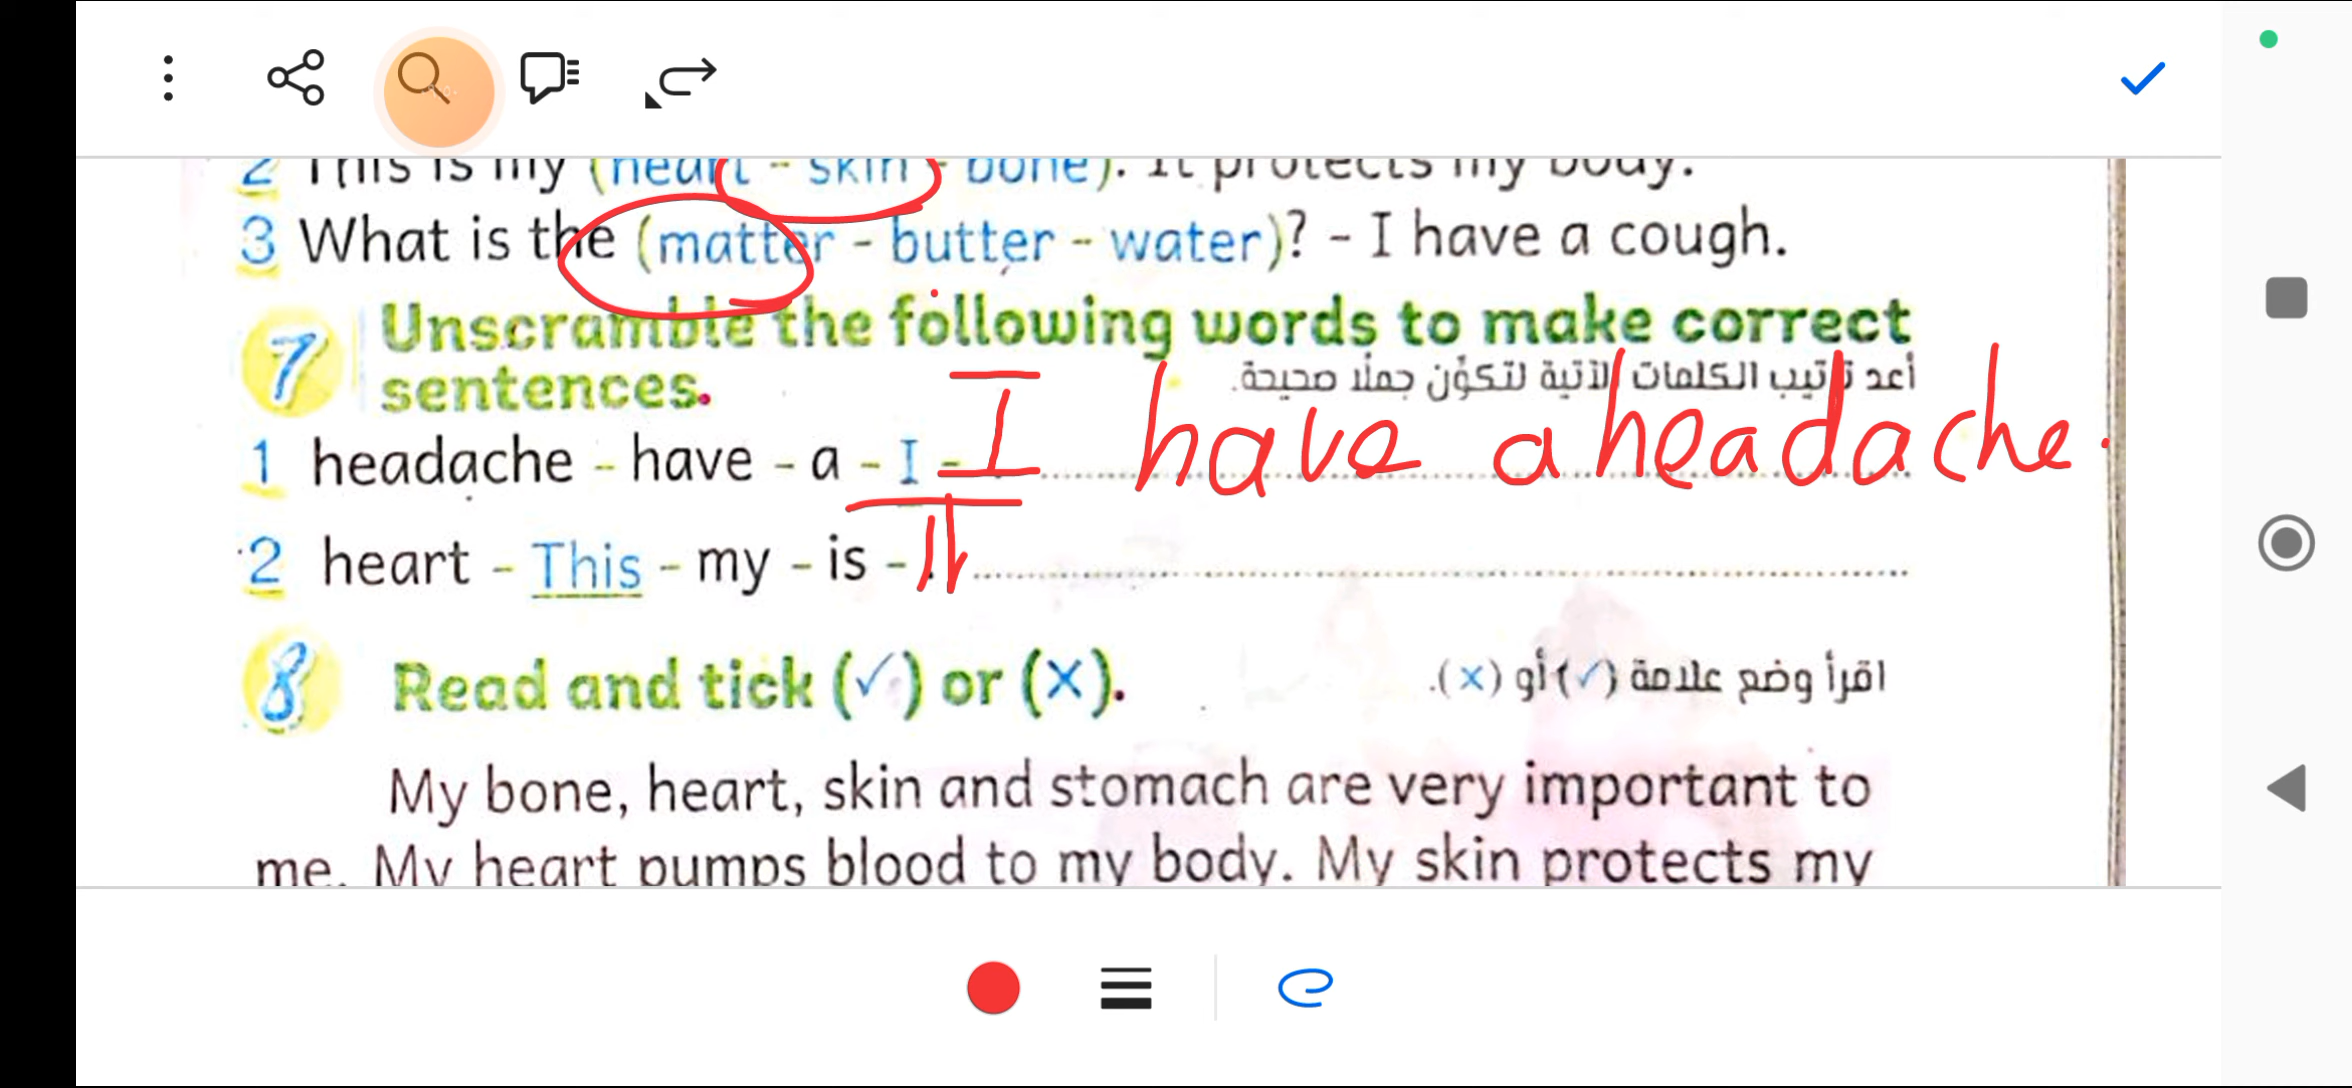 2 This is my (heart - skin - bone). It protects my body.
3 What is the (matter - butter - water)? - I have a cough.
7 Unscramble the following words to make correct
sentences.
أعد ترتيب الكلمات الآتية لتكوِّن جملًا صحيحة.
1 headache - have - a - I - I have a headache.
2 heart - This - my - is -
8 Read and tick (✓) or (×).
اقرأ وضع علامة (✓) أو (×).
My bone, heart, skin and stomach are very important to
me. My heart pumps blood to my body. My skin protects my